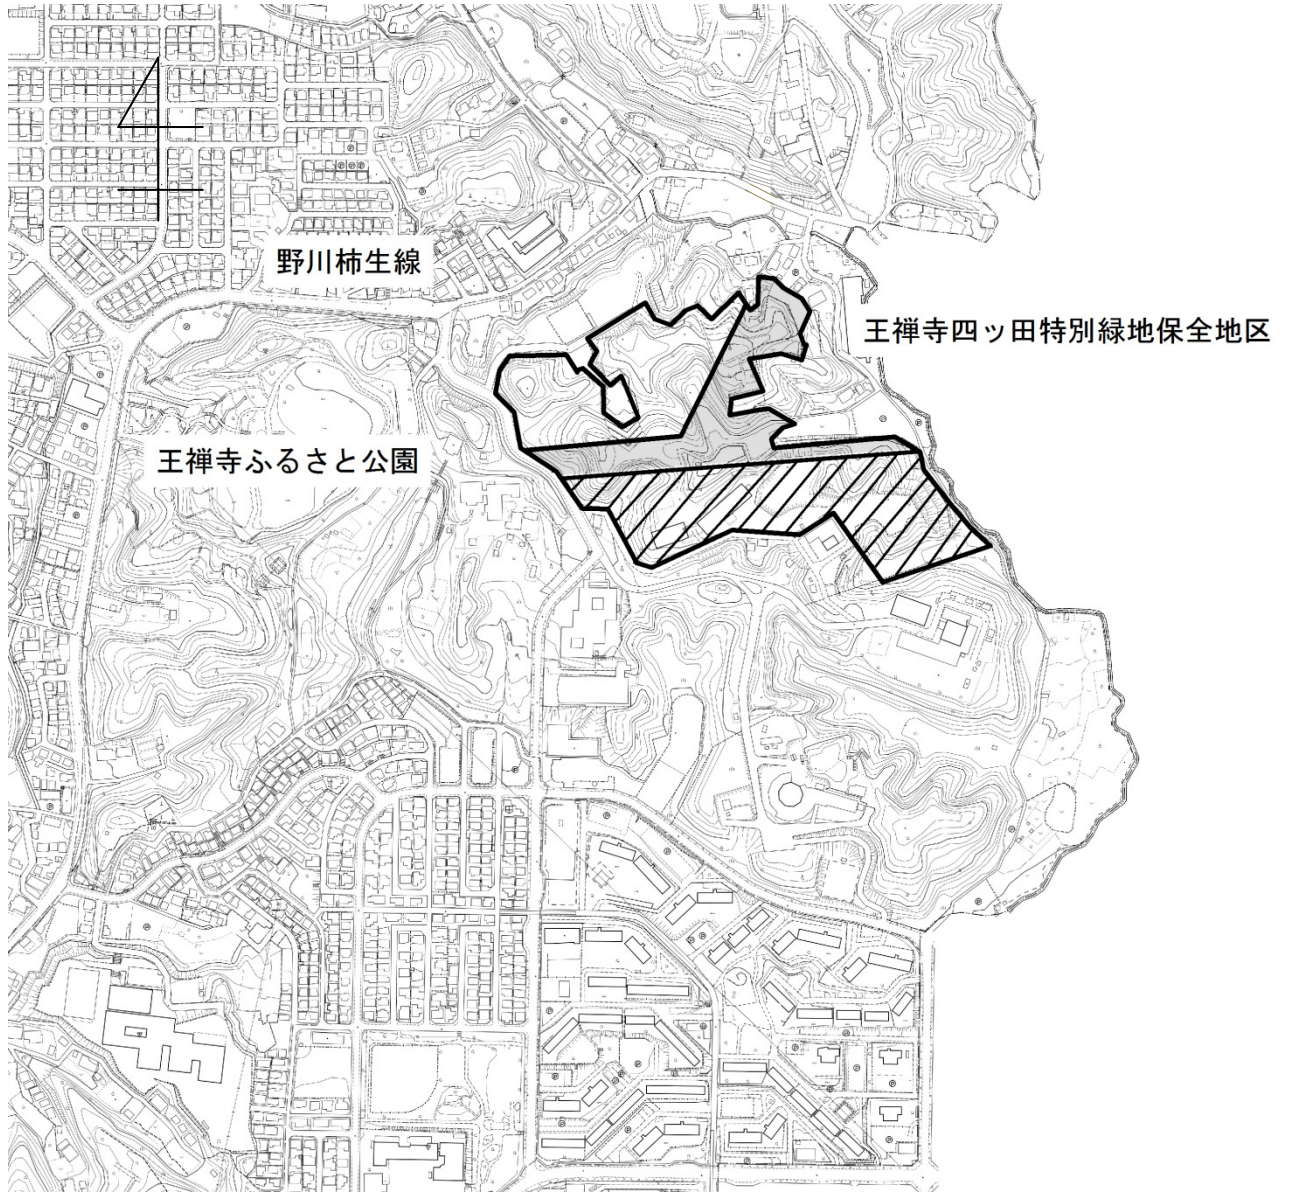 野川柿生線
王禅寺四ッ田特別緑地保全地区
王禅寺ふるさと公園